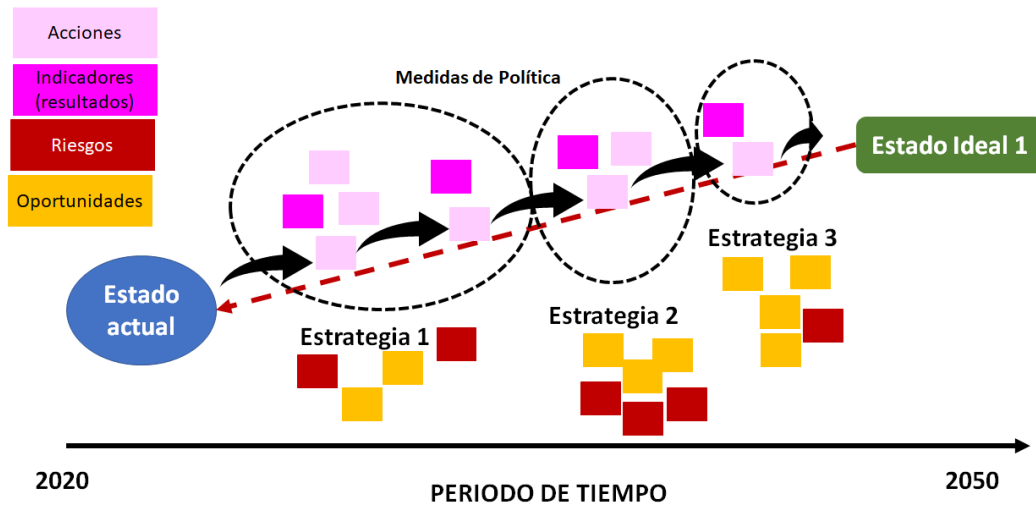 Acciones
Indicadores
(resultados)
Riesgos
Oportunidades
Medidas de Política
Estado Ideal 1
Estado
actual
Estrategia 1
Estrategia 2
Estrategia 3
2020
PERIODO DE TIEMPO
2050